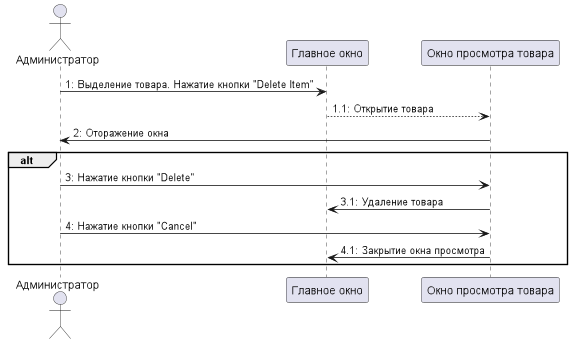 Администратор
Главное окно
Окно просмотра товара
1: Выделение товара. Нажатие кнопки "Delete Item"
1.1: Открытие товара
2: Оторажение окна
alt
3: Нажатие кнопки "Delete"
3.1: Удаление товара
4: Нажатие кнопки "Cancel"
4.1: Закрытие окна просмотра
Администратор
Главное окно
Окно просмотра товара